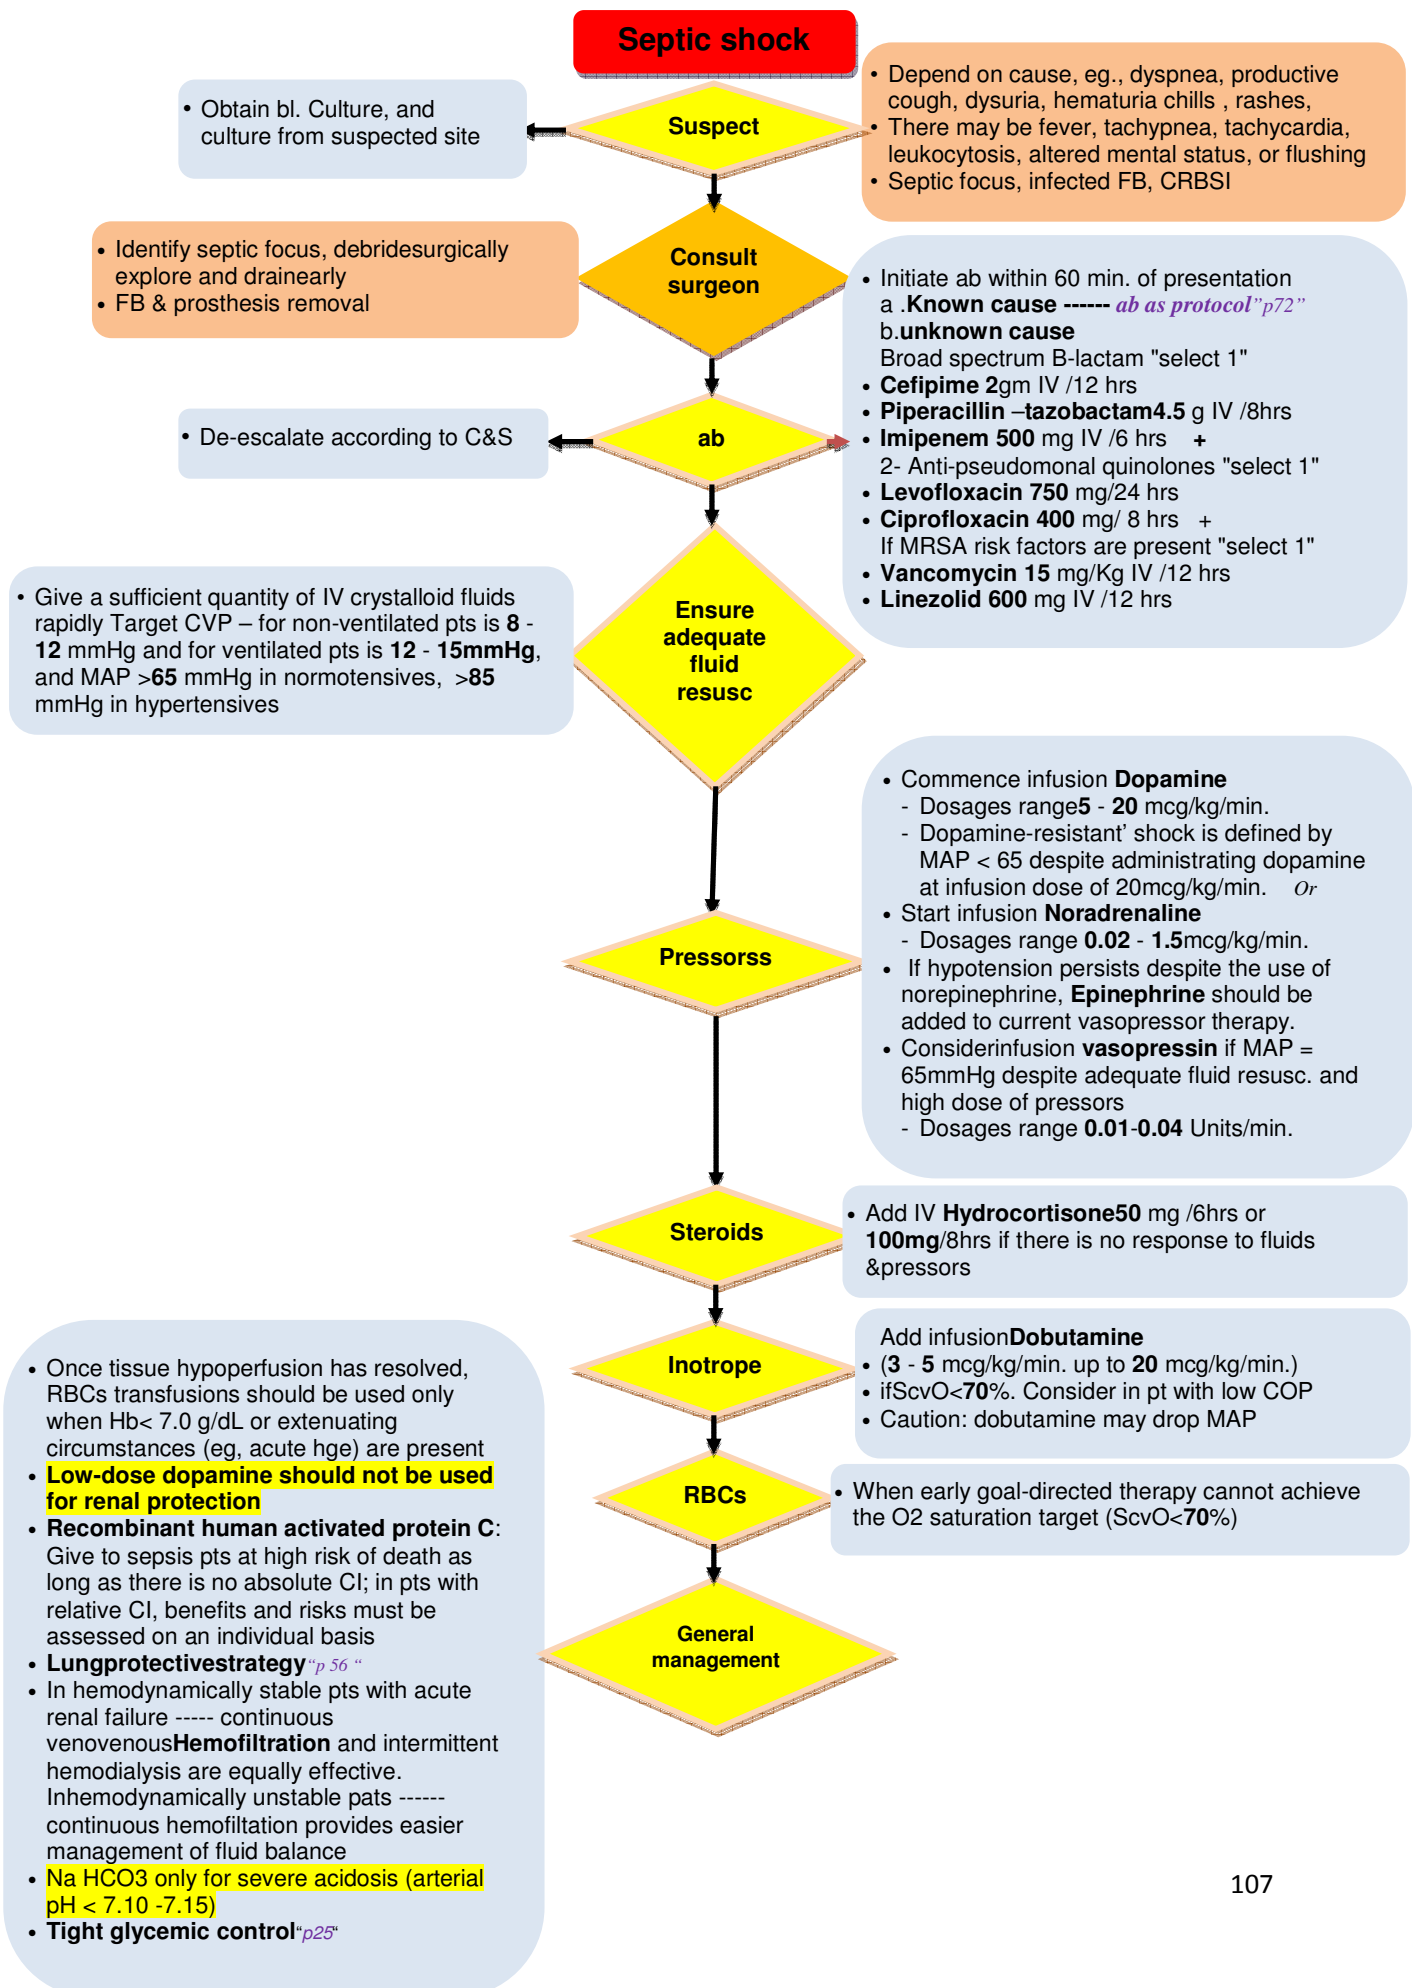 Septic shock
• Obtain bl. Culture, and
culture from suspected site
Suspect
• Depend on cause, eg., dyspnea, productive
cough, dysuria, hematuria chills , rashes,
• There may be fever, tachypnea, tachycardia,
leukocytosis, altered mental status, or flushing
• Septic focus, infected FB, CRBSI
• Identify septic focus, debridesurgically
explore and drainearly
• FB & prosthesis removal
Consult
surgeon
• Initiate ab within 60 min. of presentation
a .Known cause ------ ab as protocol”p72”
b.unknown cause
Broad spectrum B-lactam "select 1"
• Cefipime 2gm IV /12 hrs
• Piperacillin –tazobactam4.5 g IV /8hrs
• Imipenem 500 mg IV /6 hrs +
2- Anti-pseudomonal quinolones "select 1"
• Levofloxacin 750 mg/24 hrs
• Ciprofloxacin 400 mg/ 8 hrs +
If MRSA risk factors are present "select 1"
• Vancomycin 15 mg/Kg IV /12 hrs
• Linezolid 600 mg IV /12 hrs
• De-escalate according to C&S
ab
• Give a sufficient quantity of IV crystalloid fluids
rapidly Target CVP – for non-ventilated pts is 8 -
12 mmHg and for ventilated pts is 12 - 15mmHg,
and MAP >65 mmHg in normotensives, >85
mmHg in hypertensives
Ensure
adequate
fluid
resusc
• Commence infusion Dopamine
- Dosages range5 - 20 mcg/kg/min.
- Dopamine-resistant’ shock is defined by
MAP < 65 despite administrating dopamine
at infusion dose of 20mcg/kg/min. Or
• Start infusion Noradrenaline
- Dosages range 0.02 - 1.5mcg/kg/min.
• If hypotension persists despite the use of
norepinephrine, Epinephrine should be
added to current vasopressor therapy.
• Considerinfusion vasopressin if MAP =
65mmHg despite adequate fluid resusc. and
high dose of pressors
- Dosages range 0.01-0.04 Units/min.
Pressorss
Steroids
• Add IV Hydrocortisone50 mg /6hrs or
100mg/8hrs if there is no response to fluids
&pressors
Inotrope
Add infusionDobutamine
• (3 - 5 mcg/kg/min. up to 20 mcg/kg/min.)
• ifScvO<70%. Consider in pt with low COP
• Caution: dobutamine may drop MAP
RBCs
• When early goal-directed therapy cannot achieve
the O2 saturation target (ScvO<70%)
General
management
• Once tissue hypoperfusion has resolved,
RBCs transfusions should be used only
when Hb< 7.0 g/dL or extenuating
circumstances (eg, acute hge) are present
• Low-dose dopamine should not be used
for renal protection
• Recombinant human activated protein C:
Give to sepsis pts at high risk of death as
long as there is no absolute CI; in pts with
relative CI, benefits and risks must be
assessed on an individual basis
• Lungprotectivestrategy“p 56 “
• In hemodynamically stable pts with acute
renal failure ----- continuous
venovenousHemofiltration and intermittent
hemodialysis are equally effective.
Inhemodynamically unstable pats ------
continuous hemofiltation provides easier
management of fluid balance
• Na HCO3 only for severe acidosis (arterial
pH < 7.10 -7.15)
• Tight glycemic control“p25“
107